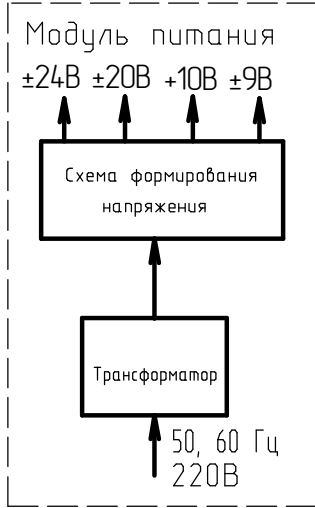 Модуль питания
±24В ±20В +10В ±9В
Схема формирования
напряжения
Трансформатор
50, 60 Гц
220В